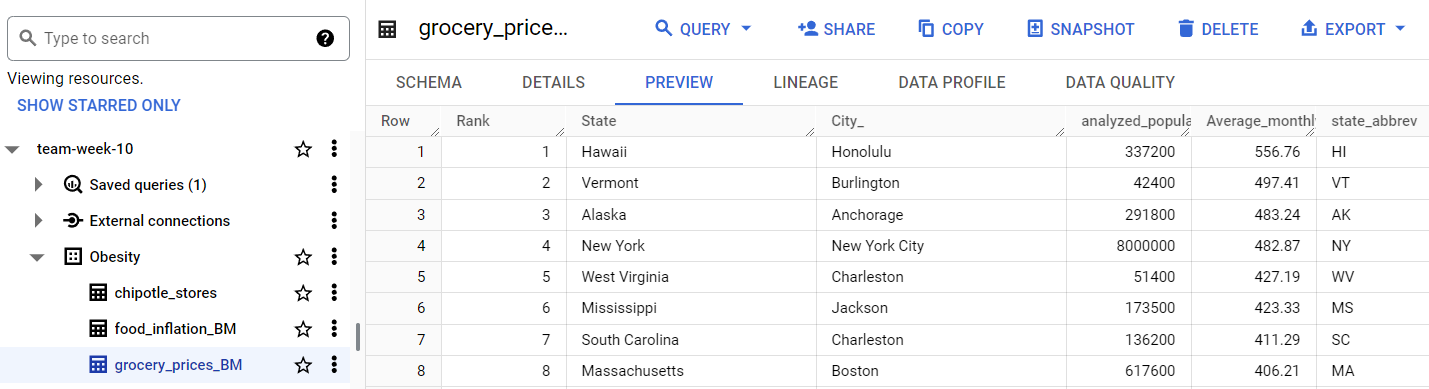 Type to search
Viewing resources.
SHOW STARRED ONLY
team-week-10
Saved queries (1)
External connections
Obesity
chipotle_stores
food_inflation_BM
grocery_prices_BM
grocery_price... QUERY SHARE COPY SNAPSHOT DELETE EXPORT
SCHEMA DETAILS PREVIEW LINEAGE DATA PROFILE DATA QUALITY
Row Rank State City_ analyzed_popula Average_monthl state_abbrev
1 1 Hawaii Honolulu 337200 556.76 HI
2 2 Vermont Burlington 42400 497.41 VT
3 3 Alaska Anchorage 291800 483.24 AK
4 4 New York New York City 8000000 482.87 NY
5 5 West Virginia Charleston 51400 427.19 WV
6 6 Mississippi Jackson 173500 423.33 MS
7 7 South Carolina Charleston 136200 411.29 SC
8 8 Massachusetts Boston 617600 406.21 MA